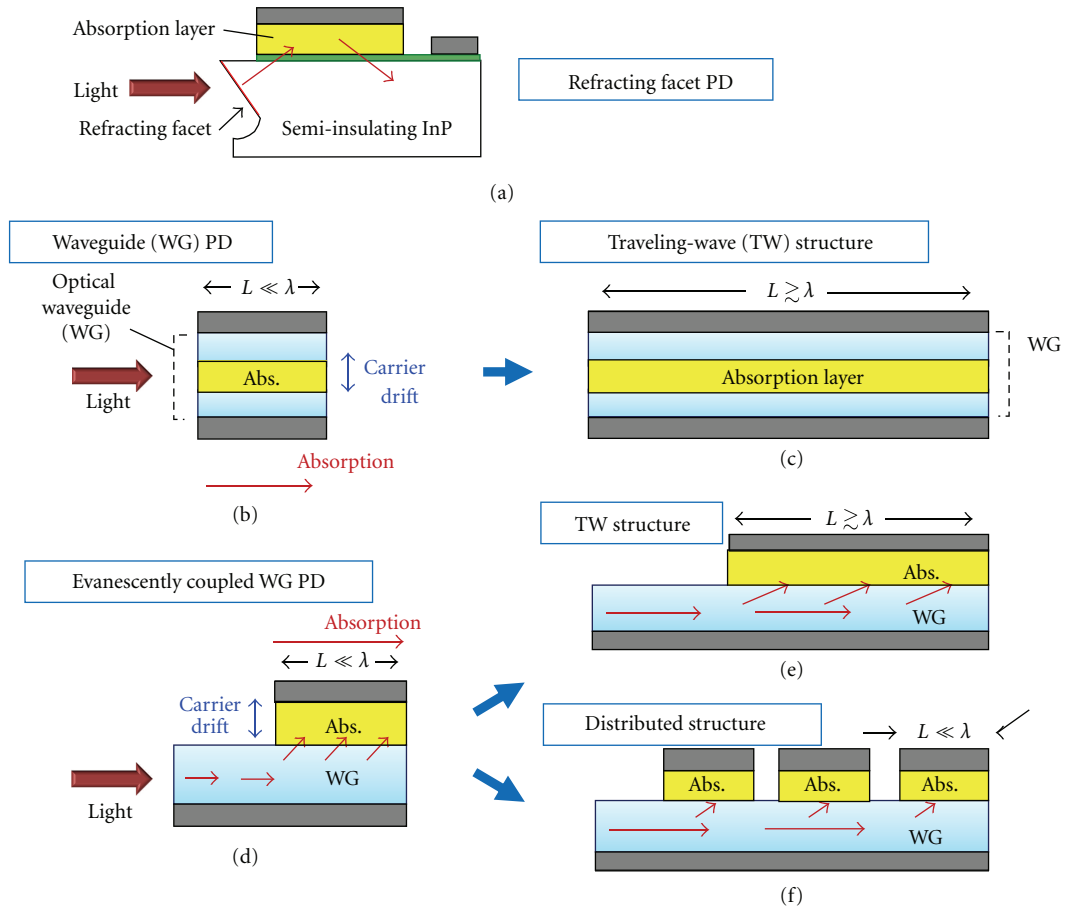 Absorption layer
Light
Refracting facet
Semi-insulating InP
Refracting facet PD
(a)
Waveguide (WG) PD
Optical
waveguide
(WG)
L ≪ λ
Abs.
Light
Carrier
drift
Absorption
(b)
Traveling-wave (TW) structure
L ≳ λ
Absorption layer
WG
(c)
Evanescently coupled WG PD
Absorption
L ≪ λ
Carrier
drift
Abs.
WG
Light
(d)
TW structure
L ≳ λ
Abs.
WG
(e)
Distributed structure
L ≪ λ
Abs.
Abs.
Abs.
WG
(f)